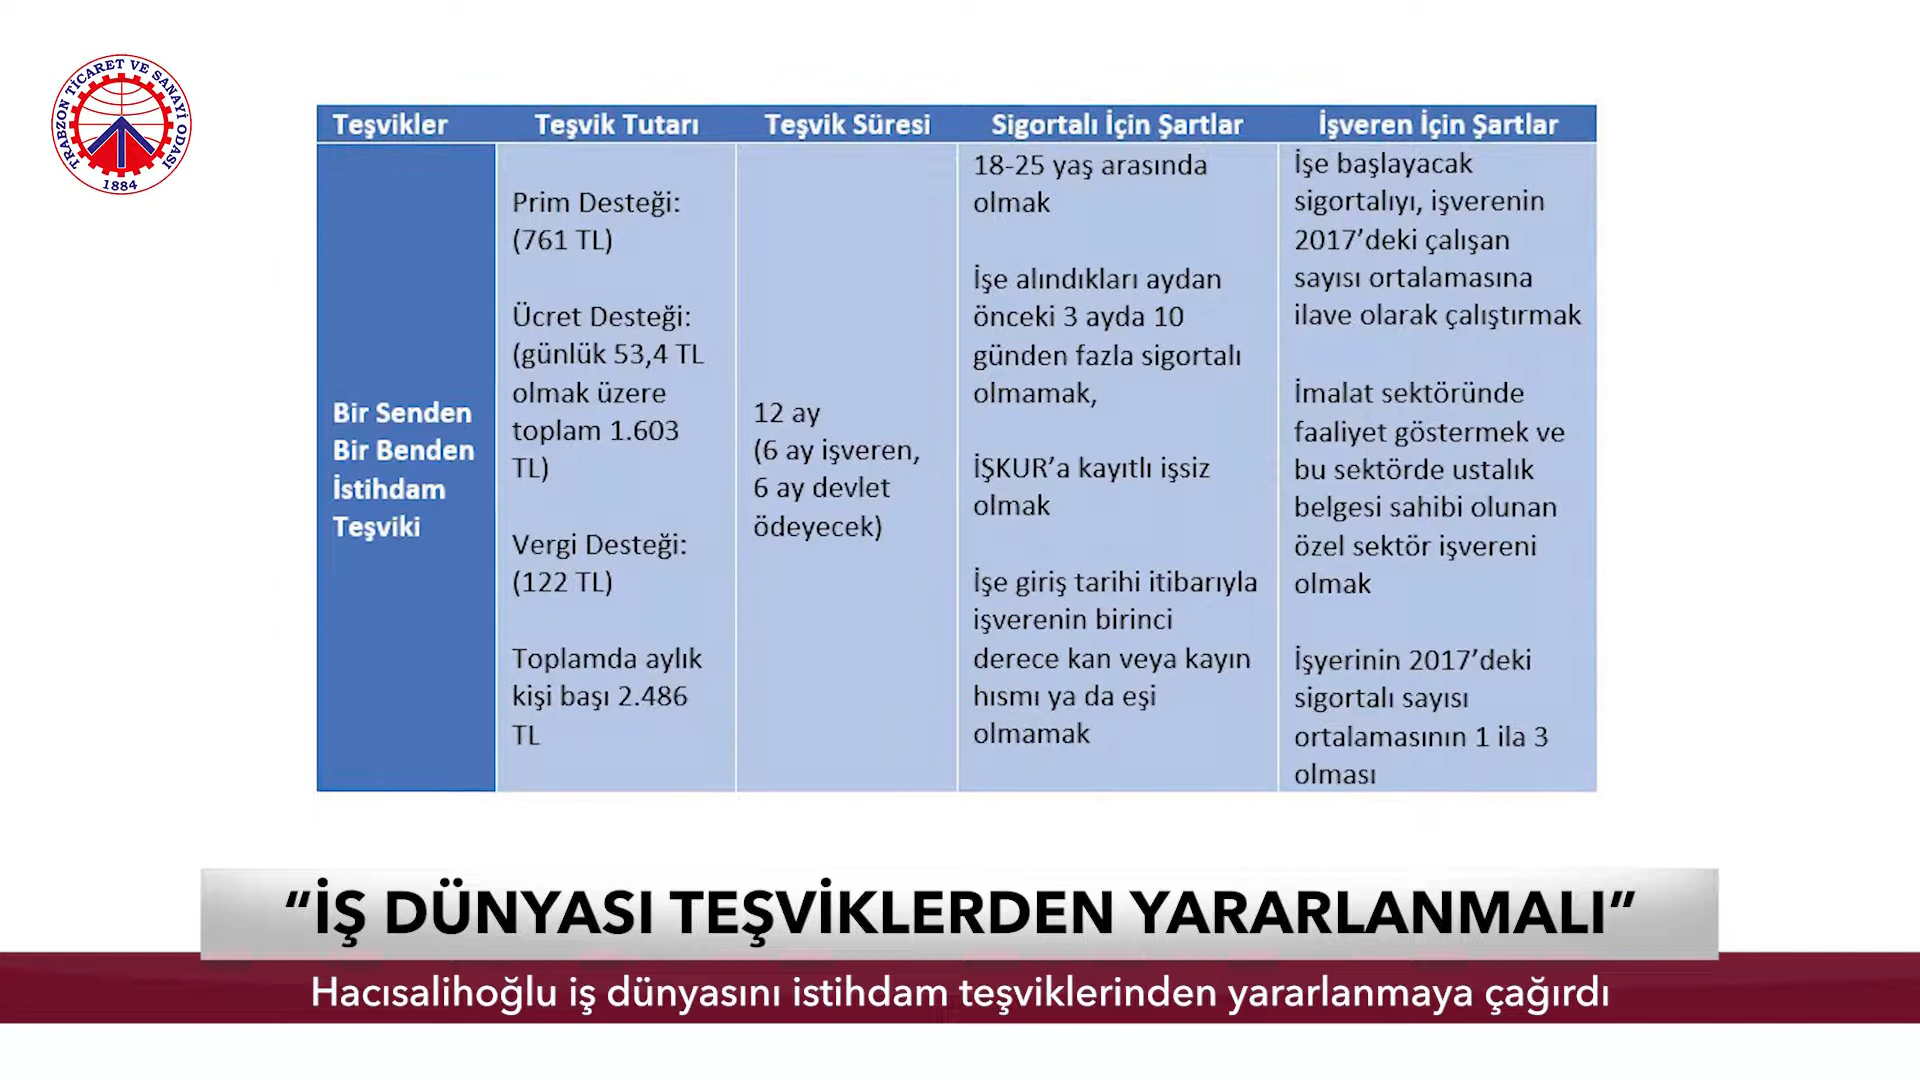 TRABZON TİCARET VE SANAYİ ODASI
1884
Teşvikler
Teşvik Tutarı
Teşvik Süresi
Sigortalı İçin Şartlar
İşveren İçin Şartlar
Bir Senden
Bir Benden
İstihdam
Teşviki
Prim Desteği:
(761 TL)
Ücret Desteği:
(günlük 53,4 TL
olmak üzere
toplam 1.603
TL)
Vergi Desteği:
(122 TL)
Toplamda aylık
kişi başı 2.486
TL
12 ay
(6 ay işveren,
6 ay devlet
ödeyecek)
18-25 yaş arasında
olmak
İşe alındıkları aydan
önceki 3 ayda 10
günden fazla sigortalı
olmamak,
İŞKUR’a kayıtlı işsiz
olmak
İşe giriş tarihi itibarıyla
işverenin birinci
derece kan veya kayın
hısmı ya da eşi
olmamak
İşe başlayacak
sigortalıyı, işverenin
2017’deki çalışan
sayısı ortalamasına
ilave olarak çalıştırmak
İmalat sektöründe
faaliyet göstermek ve
bu sektörde ustalık
belgesi sahibi olunan
özel sektör işvereni
olmak
İşyerinin 2017’deki
sigortalı sayısı
ortalamasının 1 ila 3
olması
“İŞ DÜNYASI TEŞVİKLERDEN YARARLANMALI”
Hacısalihoğlu iş dünyasını istihdam teşviklerinden yararlanmaya çağırdı